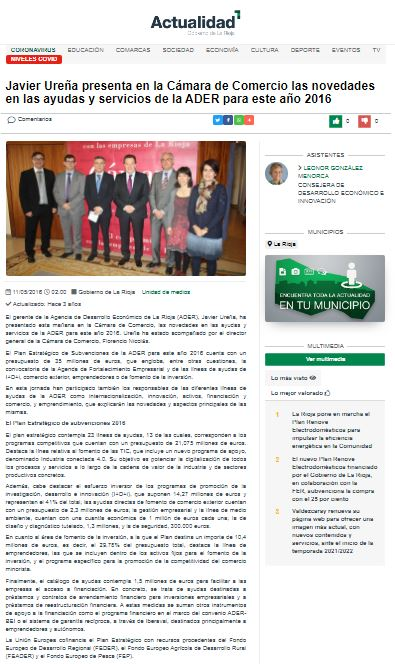 Actualidad
Gobierno de La Rioja
CORONAVIRUS EDUCACIÓN COMARCAS SOCIEDAD ECONOMÍA CULTURA DEPORTE EVENTOS TV
NIVELES COVID
Javier Ureña presenta en la Cámara de Comercio las novedades
en las ayudas y servicios de la ADER para este año 2016
Comentarios
0
0
con las empresas de La Rioja
11/03/2016 02:00 Gobierno de La Rioja Unidad de medios
Actualizado: Hace 3 años
El gerente de la Agencia de Desarrollo Económico de La Rioja (ADER), Javier Ureña, ha
presentado esta mañana en la Cámara de Comercio, las novedades en las ayudas y
servicios de la ADER para este año 2016. Ureña ha estado acompañado por el director
general de la Cámara de Comercio, Florencio Nicolás.
El Plan Estratégico de Subvenciones de la ADER para este año 2016 cuenta con un
presupuesto de 35 millones de euros, que engloba, entre otras cuestiones, la
convocatoria de la Agenda de Fortalecimiento Empresarial y de las líneas de ayudas de
I+D+i, comercio exterior, emprendedores o de fomento de la inversión.
En esta jornada han participado también los responsables de las diferentes líneas de
ayudas de la ADER como internacionalización, innovación, activos, financiación y
comercio, y emprendimiento, que explicarán las novedades y aspectos principales de las
mismas.
El Plan Estratégico de subvenciones 2016
El plan estratégico contempla 22 líneas de ayudas, 13 de las cuales, corresponden a los
programas competitivos que cuentan con un presupuesto de 21,075 millones de euros.
Destaca la línea relativa al fomento de las TIC, que incluye un nuevo programa de apoyo,
denominado industria conectada 4.0. Su objetivo es potenciar la digitalización de todos
los procesos y servicios a lo largo de la cadena de valor de la industria y de sectores
productivos concretos.
Además, cabe destacar el esfuerzo inversor de los programas de promoción de la
investigación, desarrollo e innovación (I+D+i), que suponen 14,27 millones de euros y
representan el 41% del total, las ayudas directas de fomento de comercio exterior cuentan
con un presupuesto de 2,3 millones de euros; la gestión empresarial y la línea de medio
ambiente, cuentan con una cuantía económica de 1 millón de euros cada una; la de
diseño y diagnóstico tutelado, 1,3 millones, y la de seguridad, 200.000 euros.
En cuanto al área de fomento de la inversión, a la que el Plan destina un importe de 10,4
millones de euros, es decir, el 29,75% del presupuesto total, destaca la línea de
emprendedores, las que se incluyen dentro de los activos fijos para el fomento de la
inversión, y el programa específico para la promoción de la competitividad del comercio
minorista.
Finalmente, el catálogo de ayudas contempla 1,5 millones de euros para facilitar a las
empresas el acceso a financiación. En concreto, se trata de ayudas destinadas a
préstamos y contratos de arrendamiento financiero para inversiones empresariales y a
préstamos de reestructuración financiera. A estas medidas se suman otros instrumentos
de apoyo a la financiación como el programa financiero en el marco del convenio ADER-
BEI o el sistema de garantía recíproca, a través de Iberaval, destinados principalmente a
emprendedores y autónomos.
La Unión Europea cofinancia el Plan Estratégico con recursos procedentes del Fondo
Europeo de Desarrollo Regional (FEDER), el Fondo Europeo Agrícola de Desarrollo Rural
(FEADER) y el Fondo Europeo de Pesca (FEP).
ASISTENTES
LEONOR GONZÁLEZ
MENORCA
CONSEJERA DE
DESARROLLO ECONÓMICO E
INNOVACIÓN
MUNICIPIOS
La Rioja
ENCUENTRA TODA LA ACTUALIDAD
EN TU MUNICIPIO
MULTIMEDIA
Ver multimedia
Lo más visto
Lo mejor valorado
1 La Rioja pone en marcha el
Plan Renove
Electrodomésticos para
impulsar la eficiencia
energética en la Comunidad
2 El nuevo Plan Renove
Electrodomésticos financiado
por el Gobierno de La Rioja,
en colaboración con la
FER, subvenciona la compra
con el 25 por ciento
3 Valdezcaray renueva su
página web para ofrecer una
imagen más actual, con
nuevos contenidos y
servicios, ante el inicio de la
temporada 2021/2022